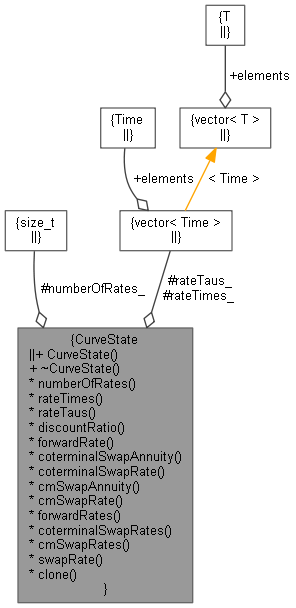 {T
||}
+elements
{Time
||}
{vector< T >
||}
+elements
< Time >
{size_t
||}
{vector< Time >
||}
#numberOfRates_
#rateTaus_
#rateTimes_
{CurveState
||+ CurveState()
+ ~CurveState()
* numberOfRates()
* rateTimes()
* rateTaus()
* discountRatio()
* forwardRate()
* coterminalSwapAnnuity()
* coterminalSwapRate()
* cmSwapAnnuity()
* cmSwapRate()
* forwardRates()
* coterminalSwapRates()
* cmSwapRates()
* swapRate()
* clone()
}